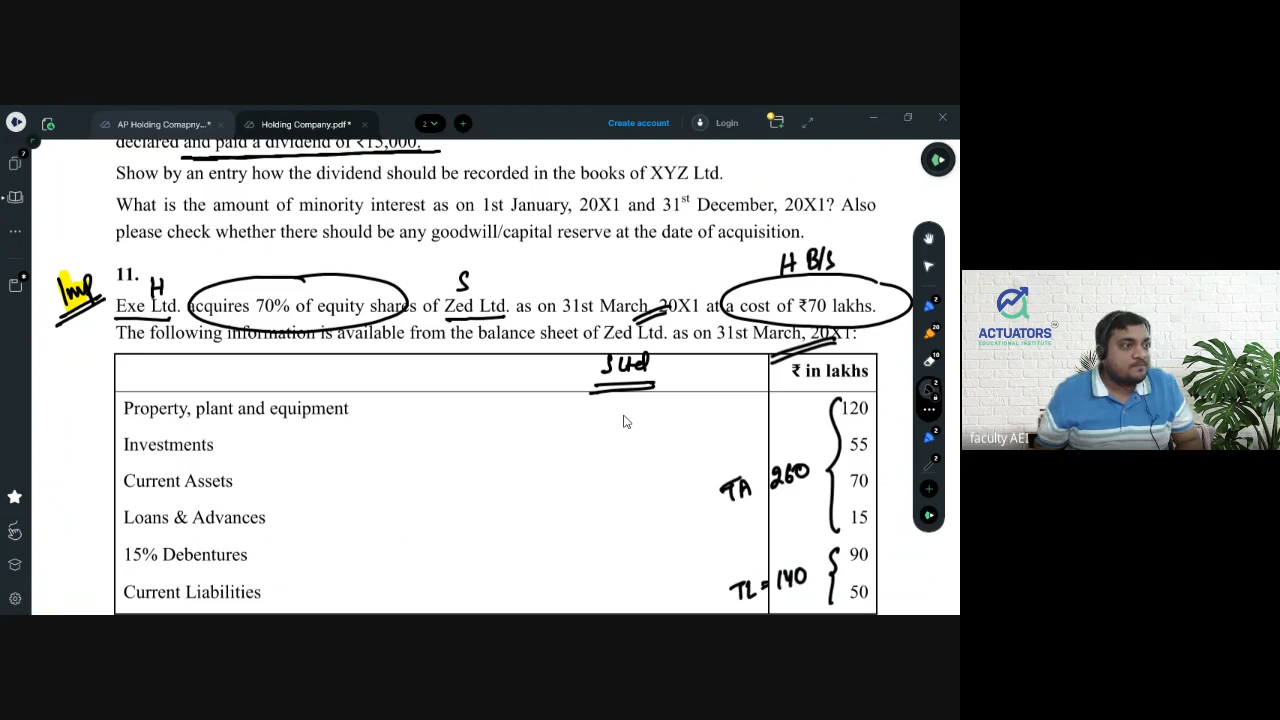 AP Holding Comapny...*
Holding Company.pdf*
2
Create account
Login
declared and paid a dividend of ₹15,000.
Show by an entry how the dividend should be recorded in the books of XYZ Ltd.
What is the amount of minority interest as on 1st January, 20X1 and 31st December, 20X1? Also
please check whether there should be any goodwill/capital reserve at the date of acquisition.
H B/S
11.
Imp
H
S
Exe Ltd. acquires 70% of equity shares of Zed Ltd. as on 31st March, 20X1 at a cost of ₹70 lakhs.
The following information is available from the balance sheet of Zed Ltd. as on 31st March, 20X1:
S Ltd
₹ in lakhs
Property, plant and equipment 120
Investments 55
Current Assets 70
TA 260
Loans & Advances 15
15% Debentures 90
TL = 140
Current Liabilities 50
ACTUATORS
EDUCATIONAL INSTITUTE
faculty AEI